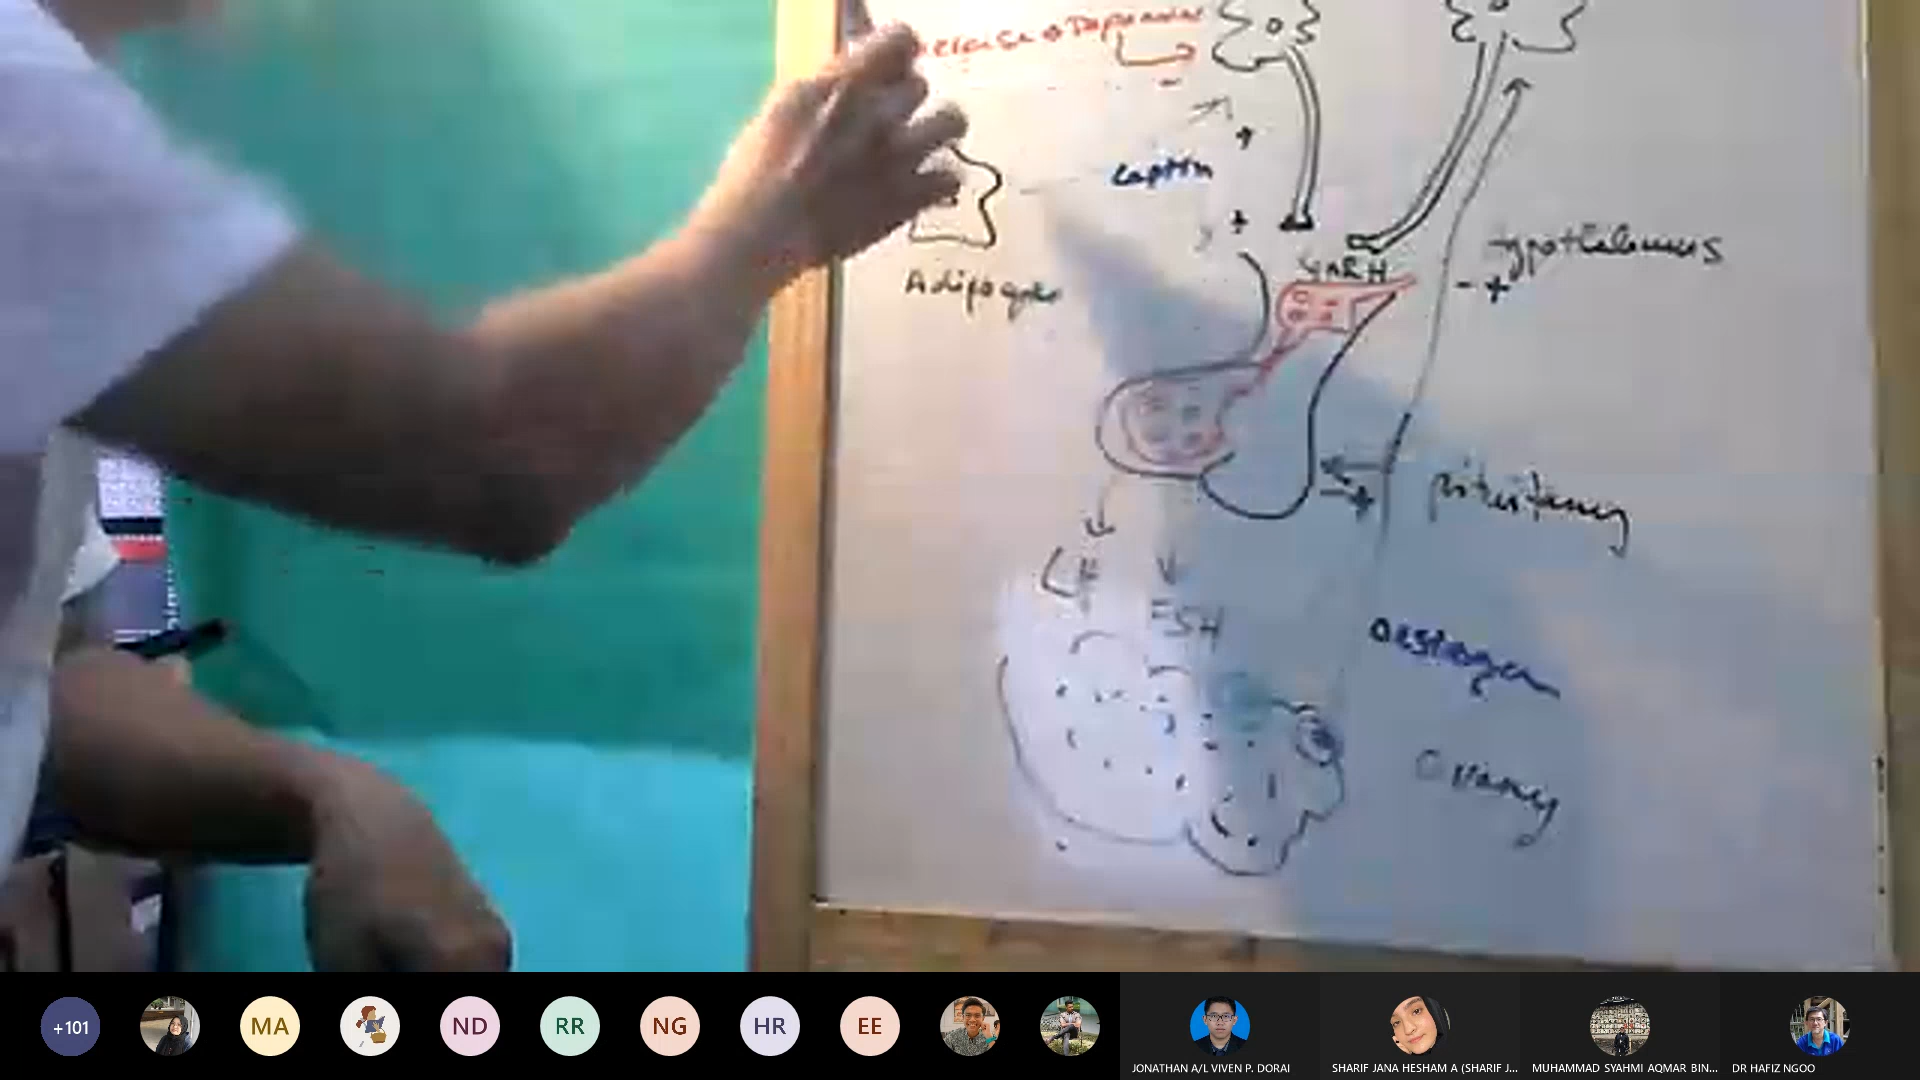 Leptin
Hypothalamus
GnRH
- +
Adipocyte
pituitary
- +
LH
FSH
Oestrogen
Ovary
+101
MA
ND
RR
NG
HR
EE
JONATHAN A/L VIVEN P. DORAI
SHARIF JANA HESHAM A (SHARIF J...
MUHAMMAD SYAHMI AQMAR BIN...
DR HAFIZ NGOO